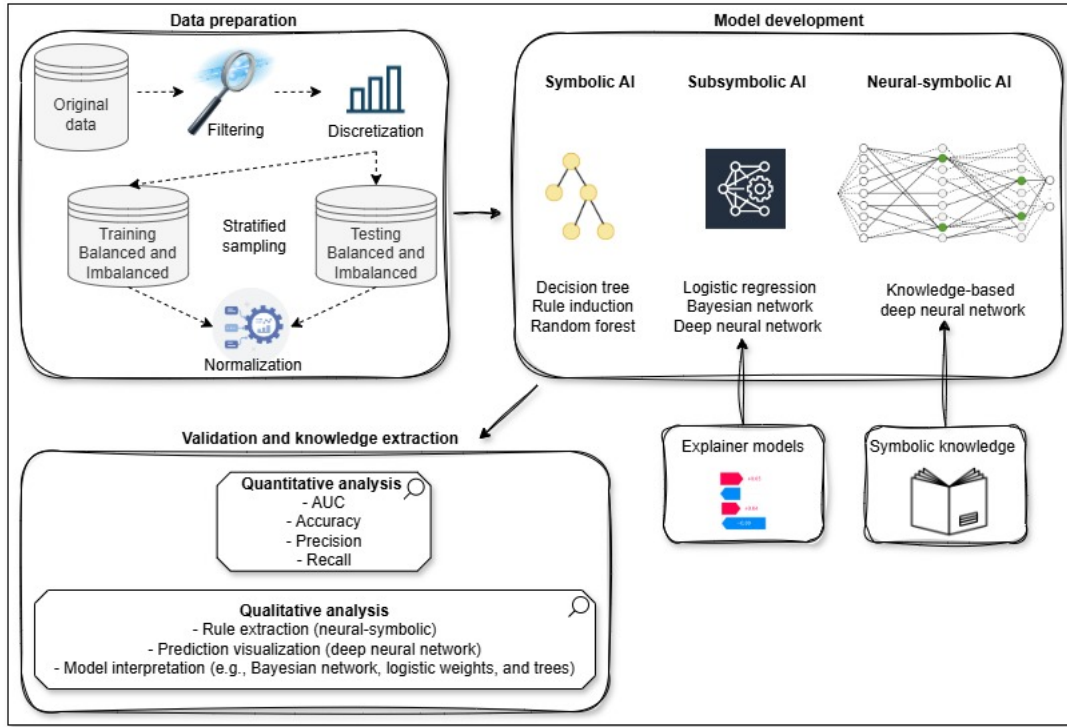 Data preparation
Model development
Original
data
Filtering
Discretization
Training
Balanced and
Imbalanced
Stratified
sampling
Testing
Balanced and
Imbalanced
Normalization
Symbolic AI
Subsymbolic AI
Neural-symbolic AI
Decision tree
Rule induction
Random forest
Logistic regression
Bayesian network
Deep neural network
Knowledge-based
deep neural network
Explainer models
Symbolic knowledge
Validation and knowledge extraction
Quantitative analysis
- AUC
- Accuracy
- Precision
- Recall
Qualitative analysis
- Rule extraction (neural-symbolic)
- Prediction visualization (deep neural network)
- Model interpretation (e.g., Bayesian network, logistic weights, and trees)